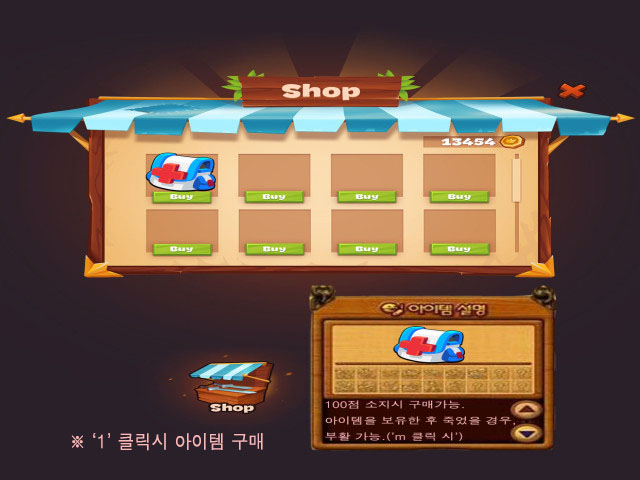 Shop
13454
Buy Buy Buy Buy
Buy Buy Buy Buy
아이템 설명
100점 소지시 구매가능.
아이템을 보유한 후 죽었을 경우,
부활 가능.('m 클릭 시')
Shop
※ ‘1’ 클릭시 아이템 구매